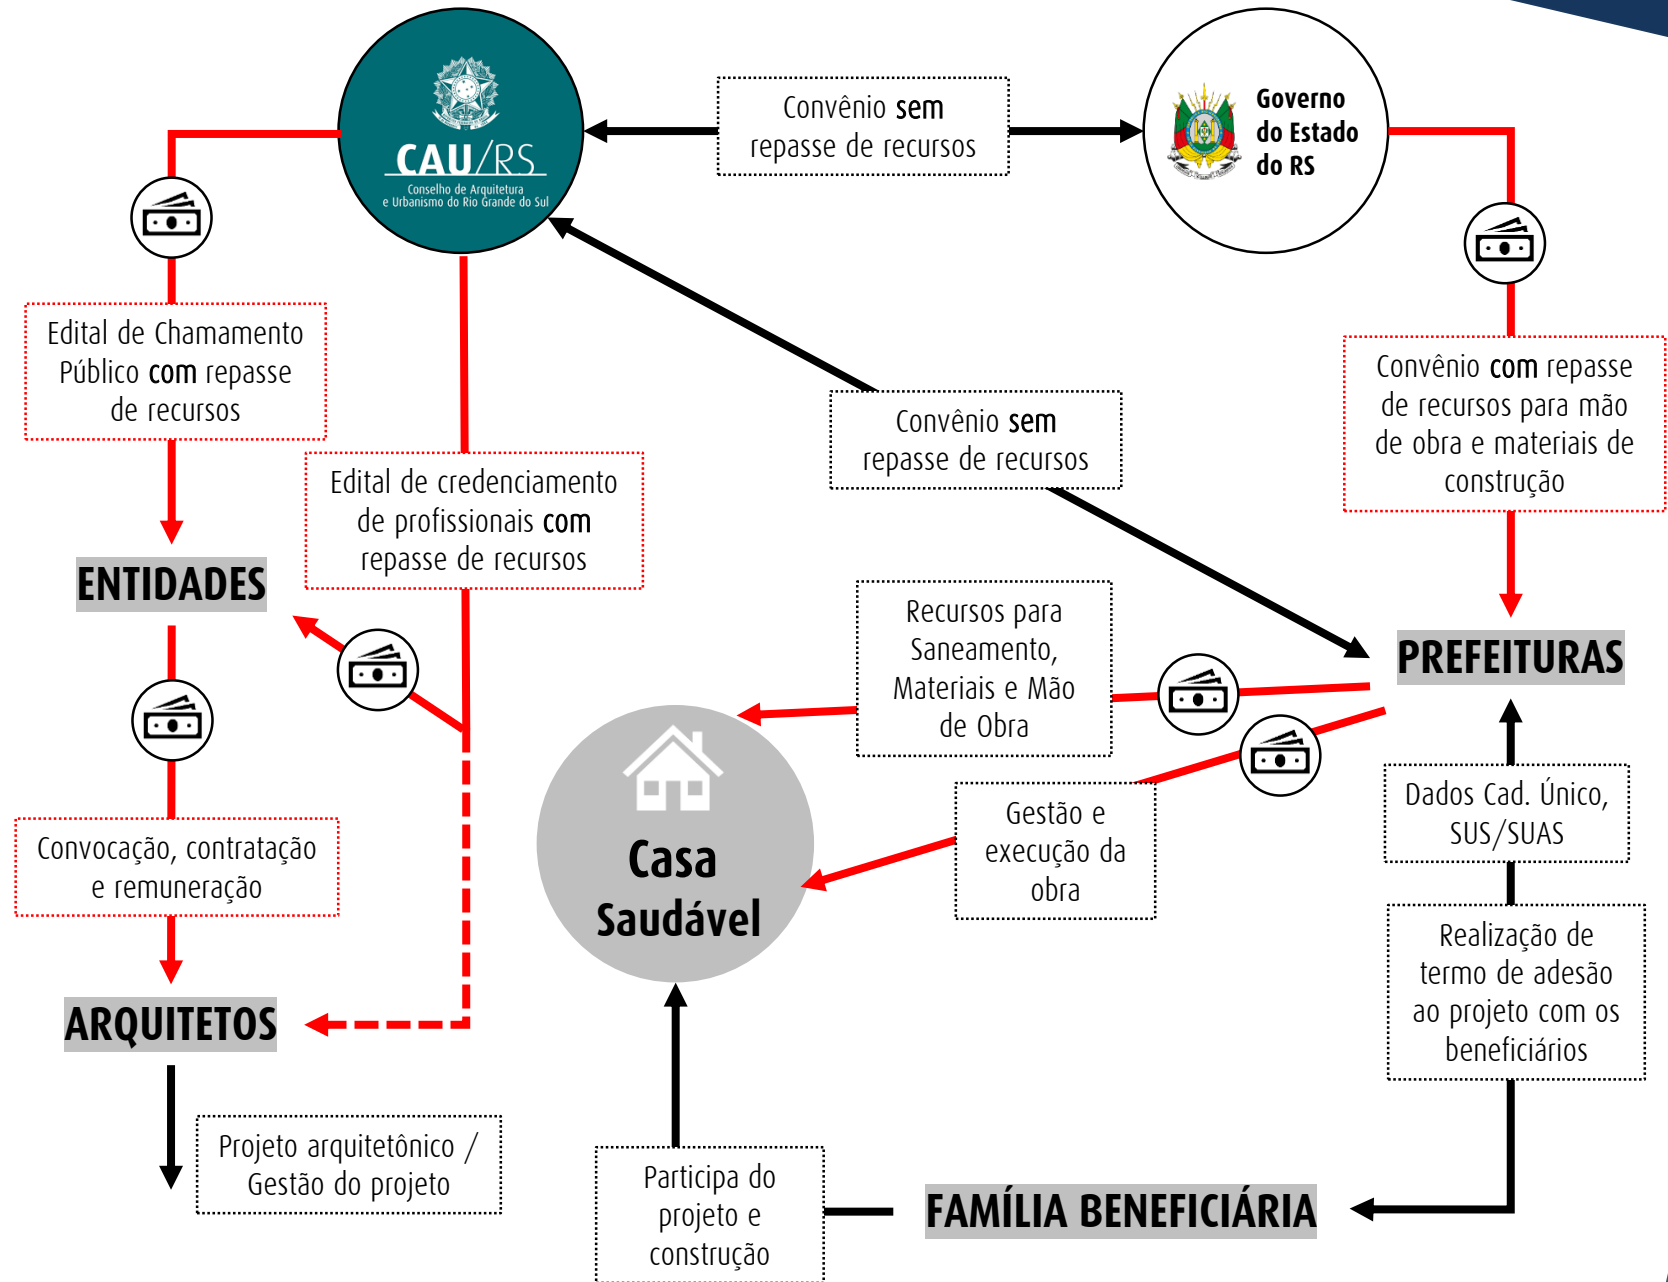 CAU/RS
Conselho de Arquitetura
e Urbanismo do Rio Grande do Sul
Convênio sem
repasse de recursos
Governo
do Estado
do RS
Edital de Chamamento
Público com repasse
de recursos
Convênio com repasse
de recursos para mão
de obra e materiais de
construção
Convênio sem
repasse de recursos
Edital de credenciamento
de profissionais com
repasse de recursos
ENTIDADES
Recursos para
Saneamento,
Materiais e Mão
de Obra
PREFEITURAS
Casa
Saudável
Gestão e
execução da
obra
Dados Cad. Único,
SUS/SUAS
Convocação, contratação
e remuneração
Realização de
termo de adesão
ao projeto com os
beneficiários
ARQUITETOS
Projeto arquitetônico /
Gestão do projeto
Participa do
projeto e
construção
FAMÍLIA BENEFICIÁRIA